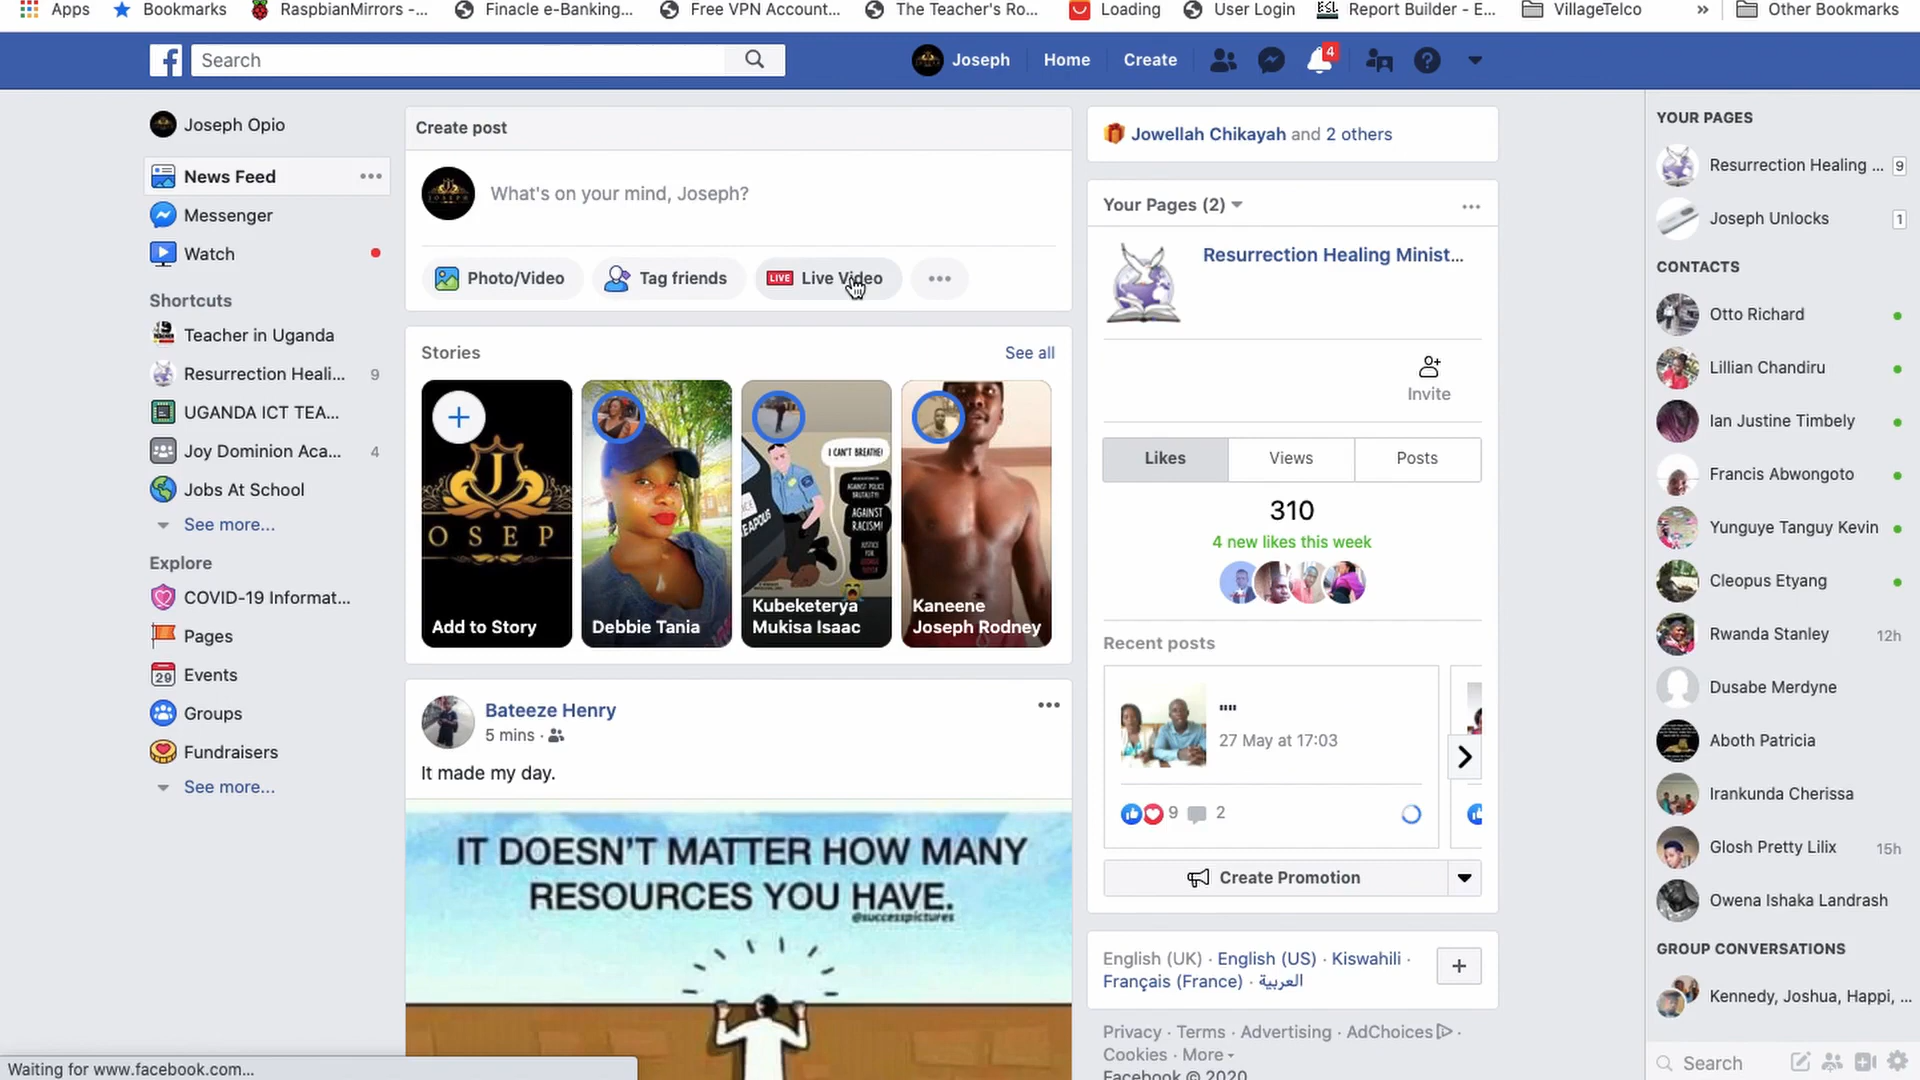 Apps Bookmarks RaspbianMirrors -... Finacle e-Banking... Free VPN Account... The Teacher's Ro... Loading User Login Report Builder - E... VillageTelco » Other Bookmarks
Search
Joseph Home Create 4
Joseph Opio
News Feed
Messenger
Watch
Shortcuts
Teacher in Uganda
Resurrection Heali... 9
UGANDA ICT TEA...
Joy Dominion Aca... 4
Jobs At School
See more...
Explore
COVID-19 Informat...
Pages
29 Events
Groups
Fundraisers
See more...
Create post
What's on your mind, Joseph?
Photo/Video Tag friends LIVE Live Video
Stories See all
J
OSEP
Add to Story
Debbie Tania
I CAN'T BREATHE!
AGAINST POLICE BRUTALITY!
AGAINST RACISM!
Kubeketerya
Mukisa Isaac
Kaneene
Joseph Rodney
Bateeze Henry
5 mins ·
It made my day.
IT DOESN'T MATTER HOW MANY
RESOURCES YOU HAVE.
@successpictures
Jowellah Chikayah and 2 others
Your Pages (2)
Resurrection Healing Minist...
Invite
Likes Views Posts
310
4 new likes this week
Recent posts
""
27 May at 17:03
9 2
Create Promotion
English (UK) · English (US) · Kiswahili ·
Français (France) · العربية
Privacy · Terms · Advertising · AdChoices ·
Cookies · More
Facebook © 2020
YOUR PAGES
Resurrection Healing ... 9
Joseph Unlocks 1
CONTACTS
Otto Richard
Lillian Chandiru
Ian Justine Timbely
Francis Abwongoto
Yunguye Tanguy Kevin
Cleopus Etyang
Rwanda Stanley 12h
Dusabe Merdyne
Aboth Patricia
Irankunda Cherissa
Glosh Pretty Lilix 15h
Owena Ishaka Landrash
GROUP CONVERSATIONS
Kennedy, Joshua, Happi, ...
Search
Waiting for www.facebook.com...